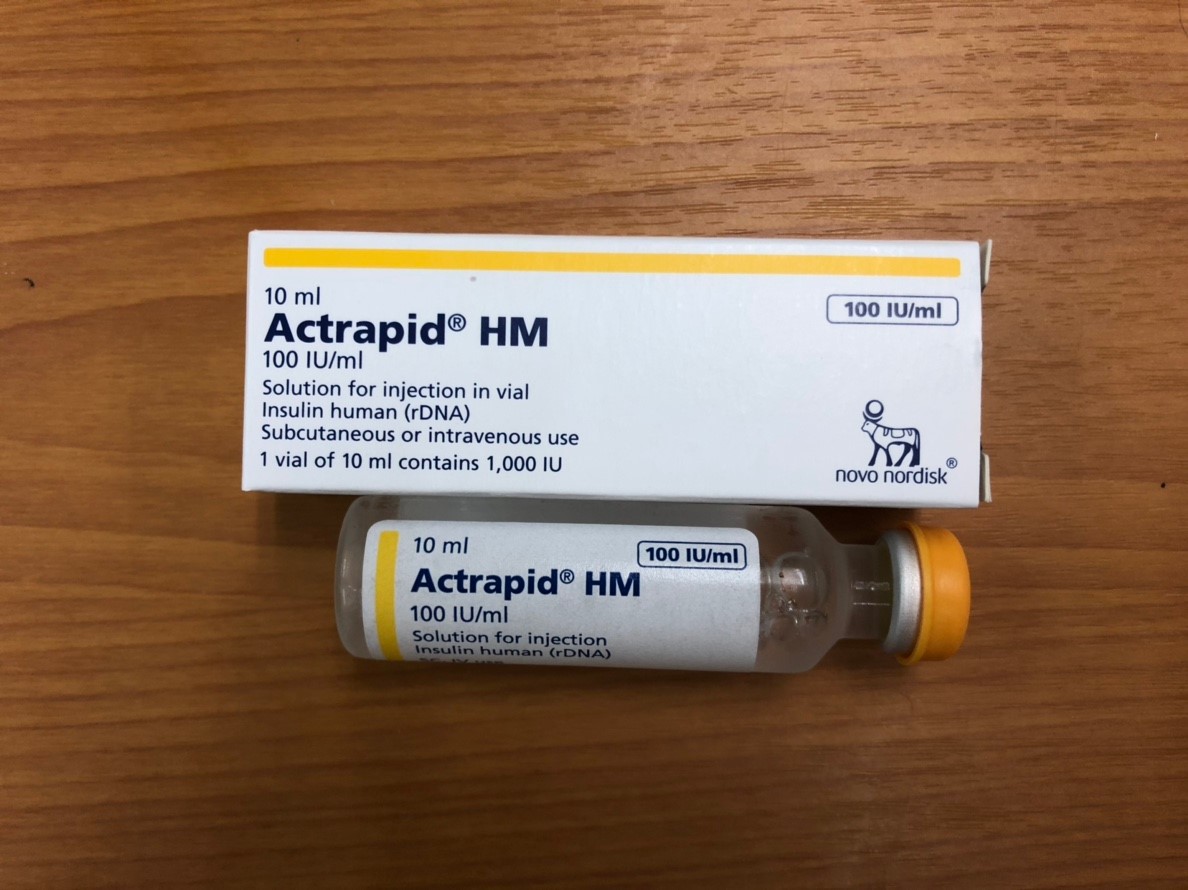 10 ml
Actrapid® HM
100 IU/ml
100 IU/ml
Solution for injection in vial
Insulin human (rDNA)
Subcutaneous or intravenous use
1 vial of 10 ml contains 1,000 IU
novo nordisk®
10 ml
100 IU/ml
Actrapid® HM
100 IU/ml
Solution for injection
Insulin human (rDNA)